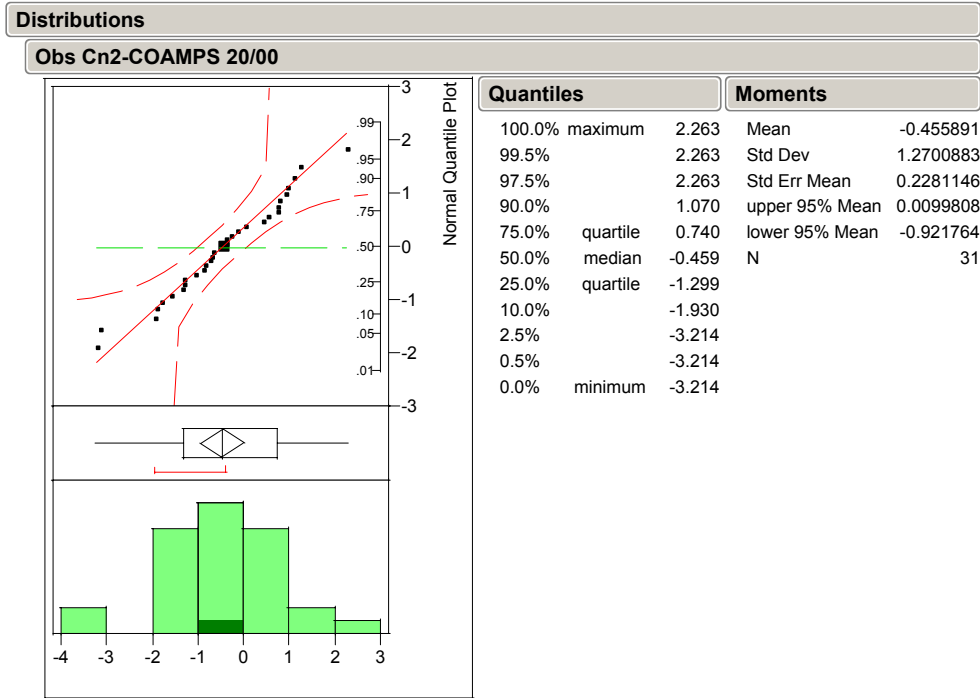 Distributions
Obs Cn2-COAMPS 20/00
3
2
1
0
-1
-2
-3
Normal Quantile Plot
.99
.95
.90
.75
.50
.25
.10
.05
.01
-4 -3 -2 -1 0 1 2 3
Quantiles
100.0% maximum 2.263
99.5% 2.263
97.5% 2.263
90.0% 1.070
75.0% quartile 0.740
50.0% median -0.459
25.0% quartile -1.299
10.0% -1.930
2.5% -3.214
0.5% -3.214
0.0% minimum -3.214
Moments
Mean -0.455891
Std Dev 1.2700883
Std Err Mean 0.2281146
upper 95% Mean 0.0099808
lower 95% Mean -0.921764
N 31